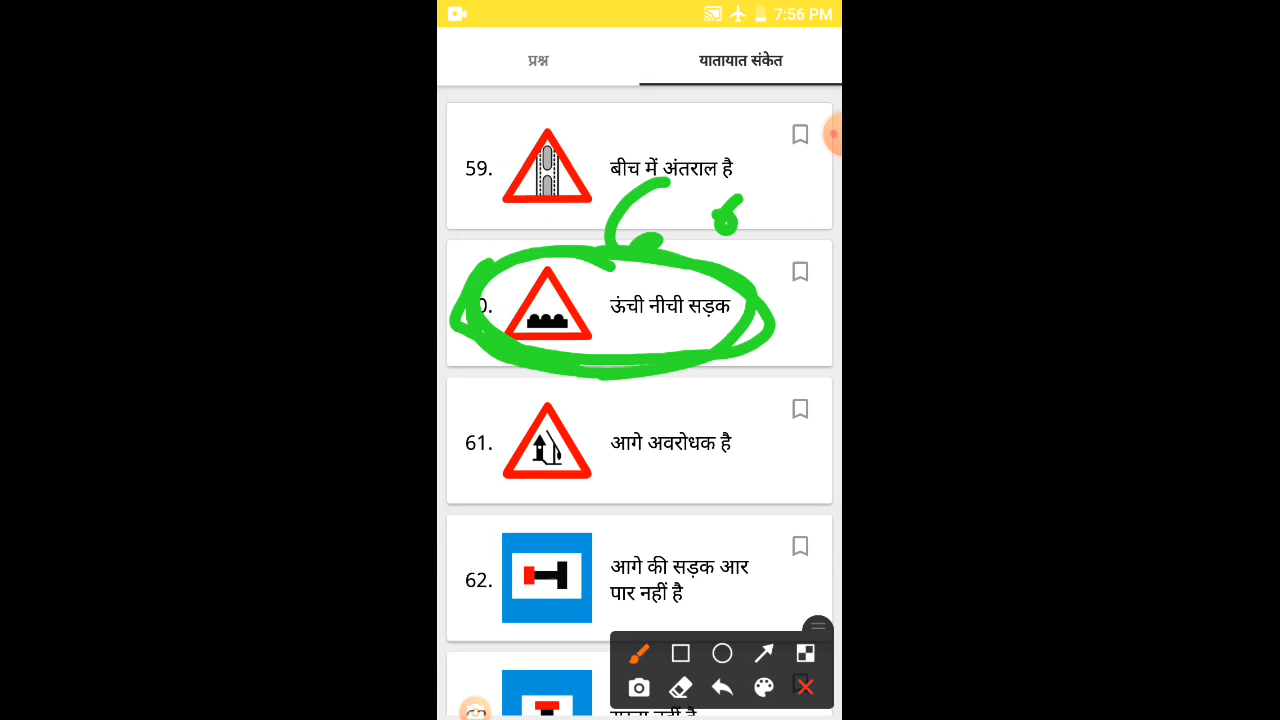 7:56 PM
प्रश्न
यातायात संकेत
59.
बीच में अंतराल है
ऊंची नीची सड़क
61.
आगे अवरोधक है
62.
आगे की सड़क आर
पार नहीं है